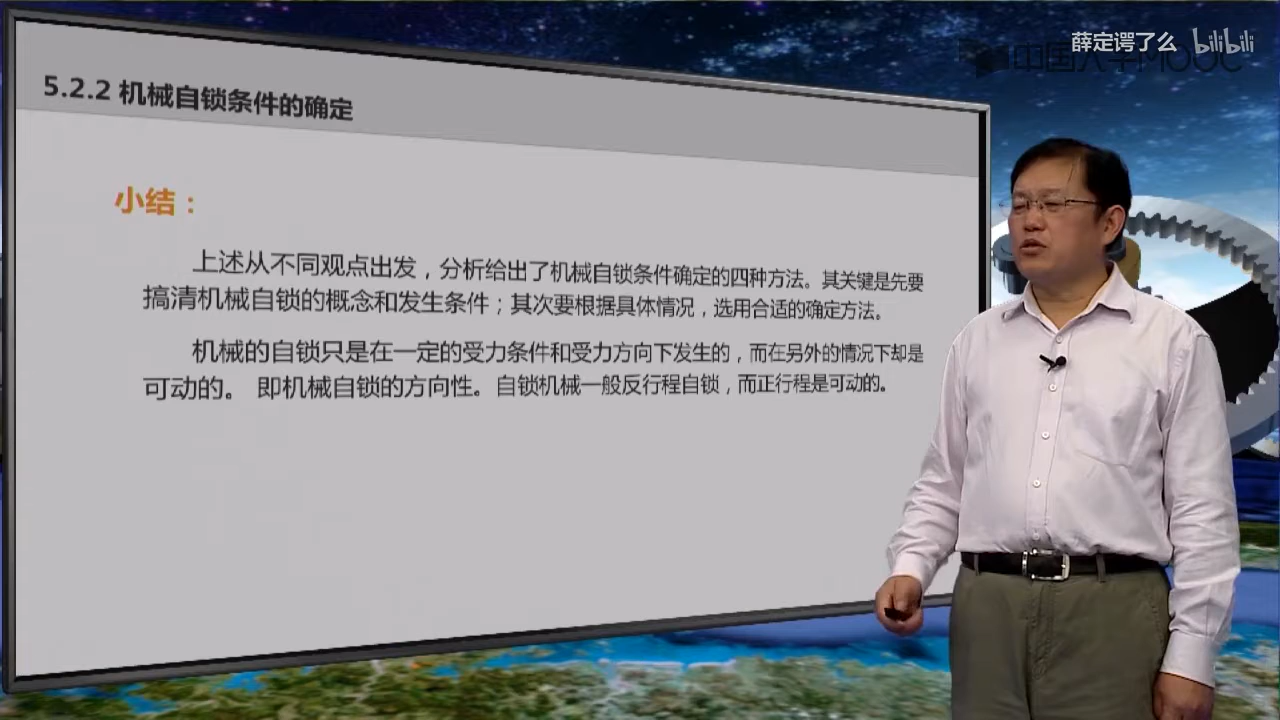 薛定谔了么 bilibili
中国大学MOOC
5.2.2 机械自锁条件的确定
小结：
上述从不同观点出发，分析给出了机械自锁条件确定的四种方法。其关键是先要
搞清机械自锁的概念和发生条件；其次要根据具体情况，选用合适的确定方法。
机械的自锁只是在一定的受力条件和受力方向下发生的，而在另外的情况下却是
可动的。 即机械自锁的方向性。自锁机械一般反行程自锁，而正行程是可动的。